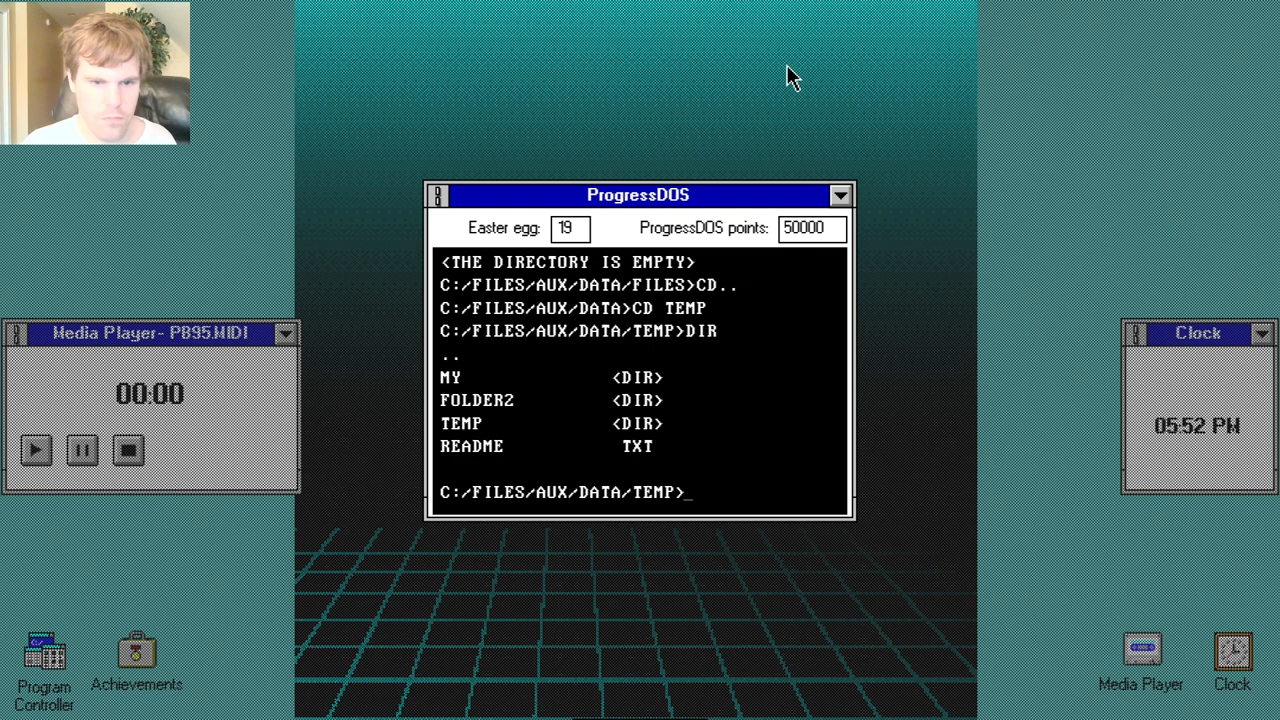 ProgressDOS
Easter egg: 19 ProgressDOS points: 50000
<THE DIRECTORY IS EMPTY>
C:/FILES/AUX/DATA/FILES>CD..
C:/FILES/AUX/DATA>CD TEMP
C:/FILES/AUX/DATA/TEMP>DIR
..
MY <DIR>
FOLDER2 <DIR>
TEMP <DIR>
README TXT
C:/FILES/AUX/DATA/TEMP>_
Media Player- PB95.MIDI
00:00
Clock
05:52 PM
Program
Controller
Achievements
Media Player
Clock